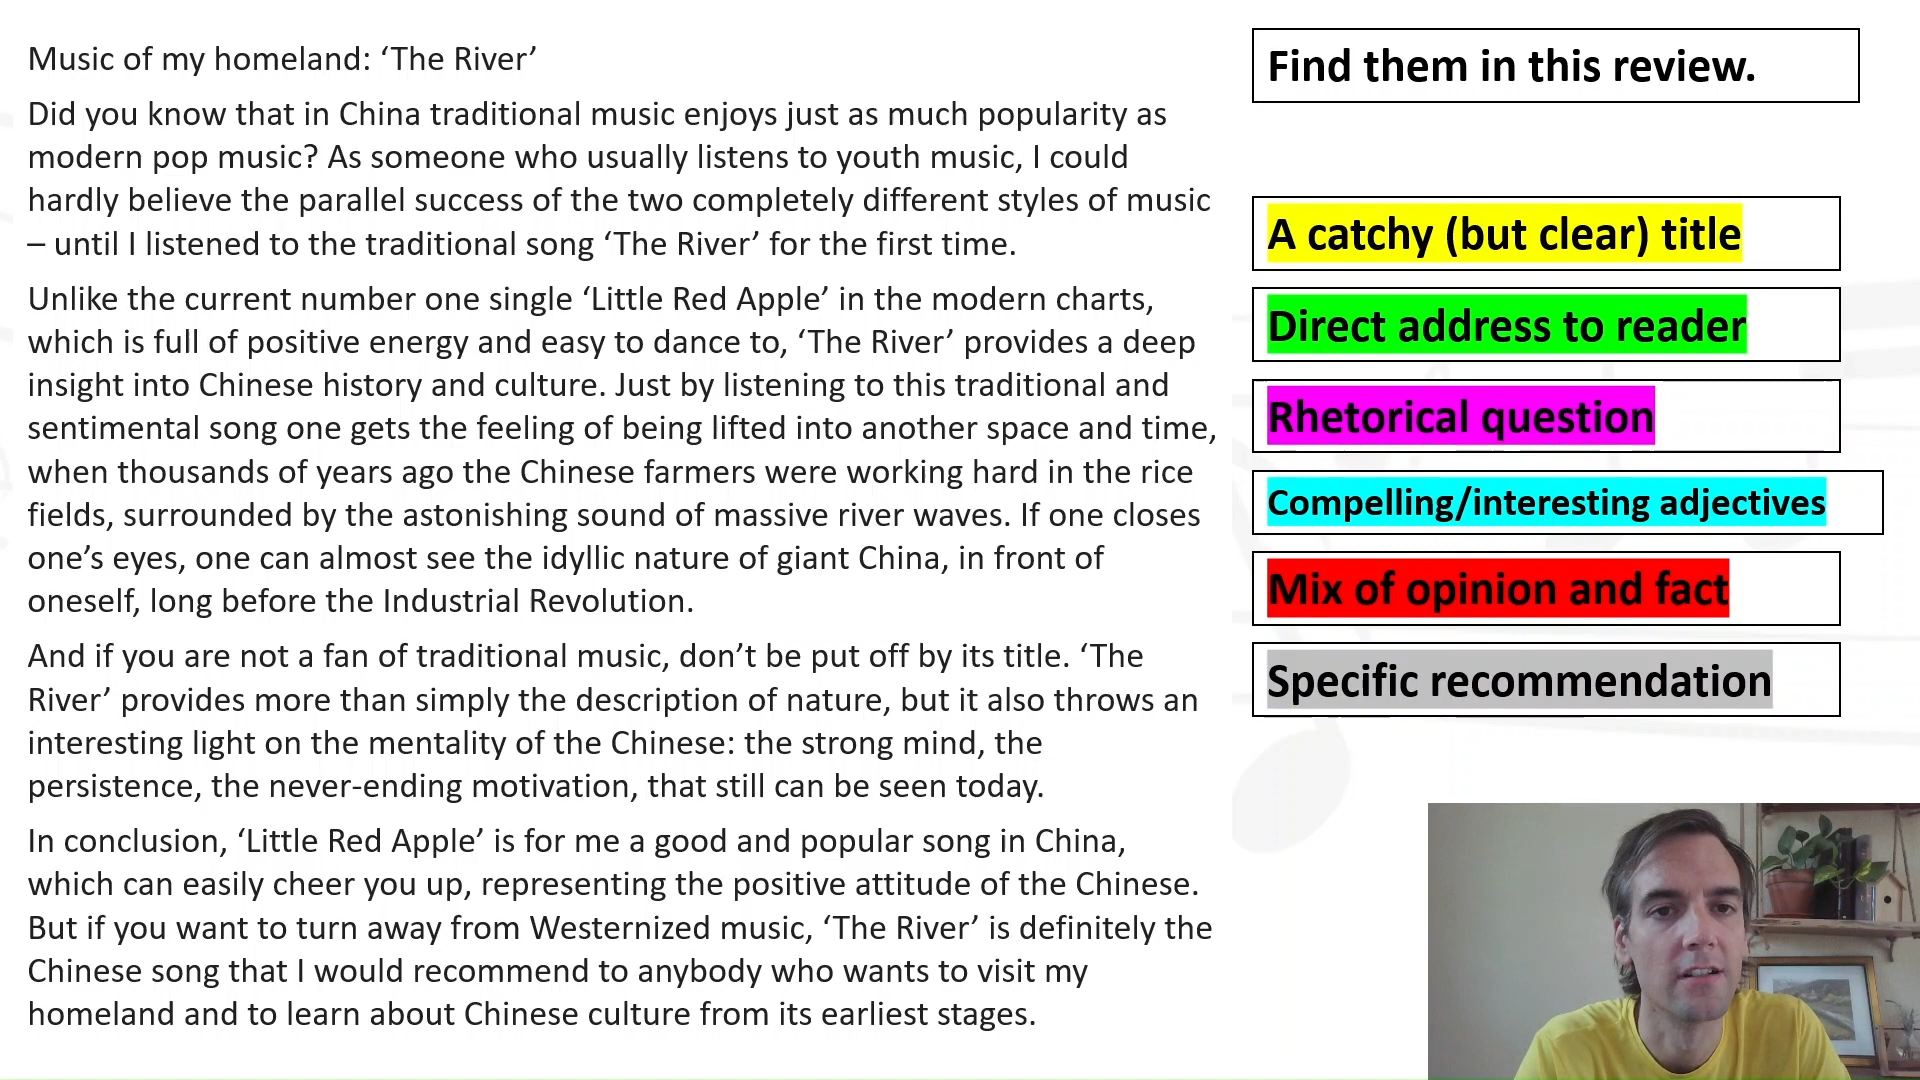 Music of my homeland: ‘The River’
Did you know that in China traditional music enjoys just as much popularity as
modern pop music? As someone who usually listens to youth music, I could
hardly believe the parallel success of the two completely different styles of music
– until I listened to the traditional song ‘The River’ for the first time.
Unlike the current number one single ‘Little Red Apple’ in the modern charts,
which is full of positive energy and easy to dance to, ‘The River’ provides a deep
insight into Chinese history and culture. Just by listening to this traditional and
sentimental song one gets the feeling of being lifted into another space and time,
when thousands of years ago the Chinese farmers were working hard in the rice
fields, surrounded by the astonishing sound of massive river waves. If one closes
one’s eyes, one can almost see the idyllic nature of giant China, in front of
oneself, long before the Industrial Revolution.
And if you are not a fan of traditional music, don’t be put off by its title. ‘The
River’ provides more than simply the description of nature, but it also throws an
interesting light on the mentality of the Chinese: the strong mind, the
persistence, the never-ending motivation, that still can be seen today.
In conclusion, ‘Little Red Apple’ is for me a good and popular song in China,
which can easily cheer you up, representing the positive attitude of the Chinese.
But if you want to turn away from Westernized music, ‘The River’ is definitely the
Chinese song that I would recommend to anybody who wants to visit my
homeland and to learn about Chinese culture from its earliest stages.
Find them in this review.
A catchy (but clear) title
Direct address to reader
Rhetorical question
Compelling/interesting adjectives
Mix of opinion and fact
Specific recommendation